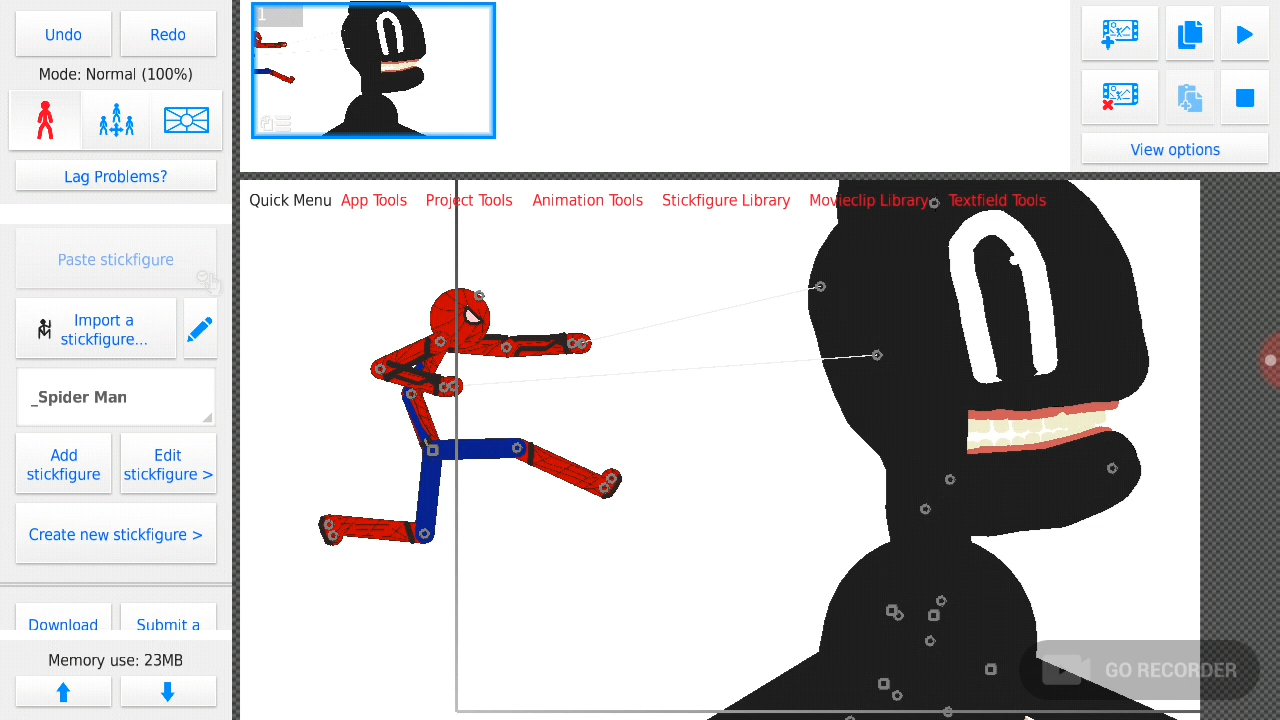 Undo
Redo
Mode: Normal (100%)
Lag Problems?
1
View options
Quick Menu App Tools Project Tools Animation Tools Stickfigure Library Movieclip Library Textfield Tools
Paste stickfigure
Import a
stickfigure...
_Spider Man
Add
stickfigure
Edit
stickfigure >
Create new stickfigure >
Download
Submit a
Memory use: 23MB
GO RECORDER